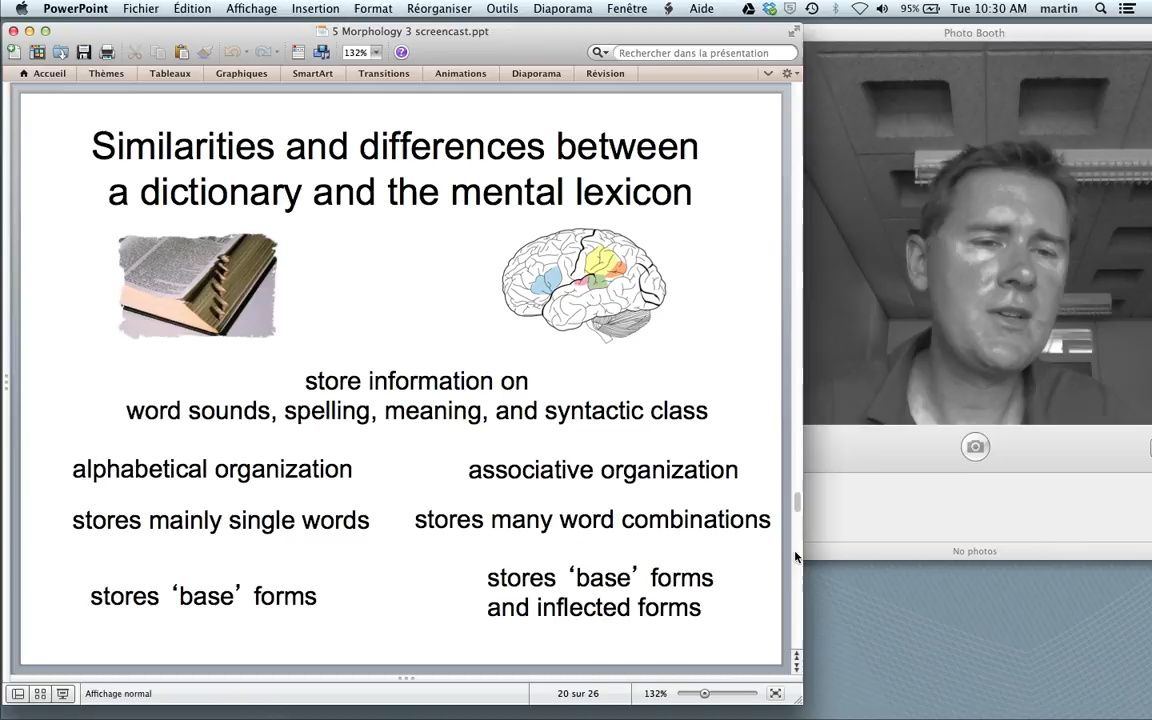 PowerPoint Fichier Édition Affichage Insertion Format Réorganiser Outils Diaporama Fenêtre Aide 95% Tue 10:30 AM martin
5 Morphology 3 screencast.ppt
Photo Booth
132% Rechercher dans la présentation
Accueil Thèmes Tableaux Graphiques SmartArt Transitions Animations Diaporama Révision
Similarities and differences between
a dictionary and the mental lexicon
store information on
word sounds, spelling, meaning, and syntactic class
alphabetical organization
associative organization
stores mainly single words
stores many word combinations
stores ‘base’ forms
stores ‘base’ forms
and inflected forms
No photos
Affichage normal 20 sur 26 132%